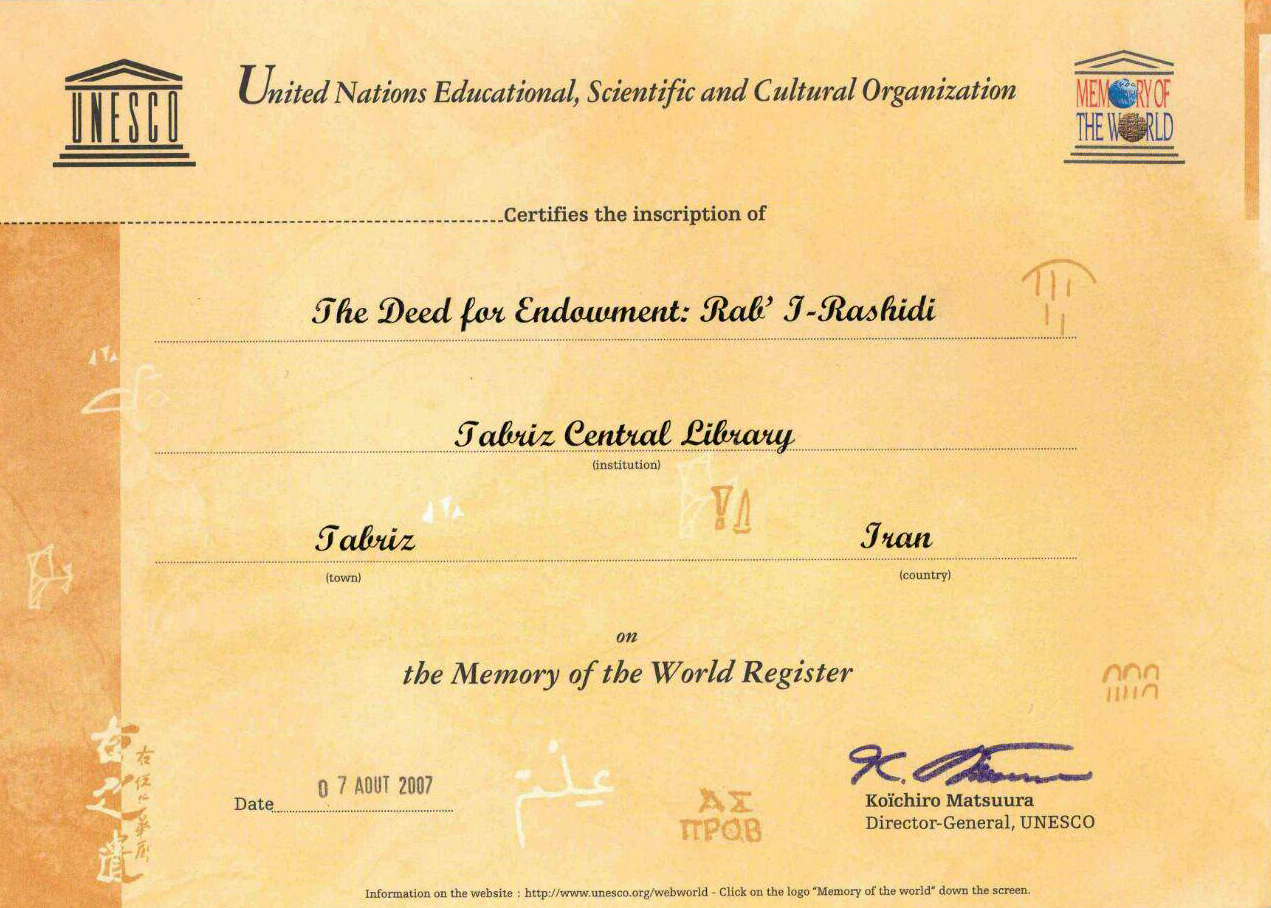 UNESCO
United Nations Educational, Scientific and Cultural Organization
MEMORY OF
THE WORLD
Certifies the inscription of
The Deed for Endowment: Rab' I-Rashidi
Tabriz Central Library
(institution)
Tabriz
Iran
(town)
(country)
on
the Memory of the World Register
Date 07 AOUT 2007
Koïchiro Matsuura
Director-General, UNESCO
ΑΣ
ΠΡΟΒ
Information on the website : http://www.unesco.org/webworld - Click on the logo "Memory of the world" down the screen.